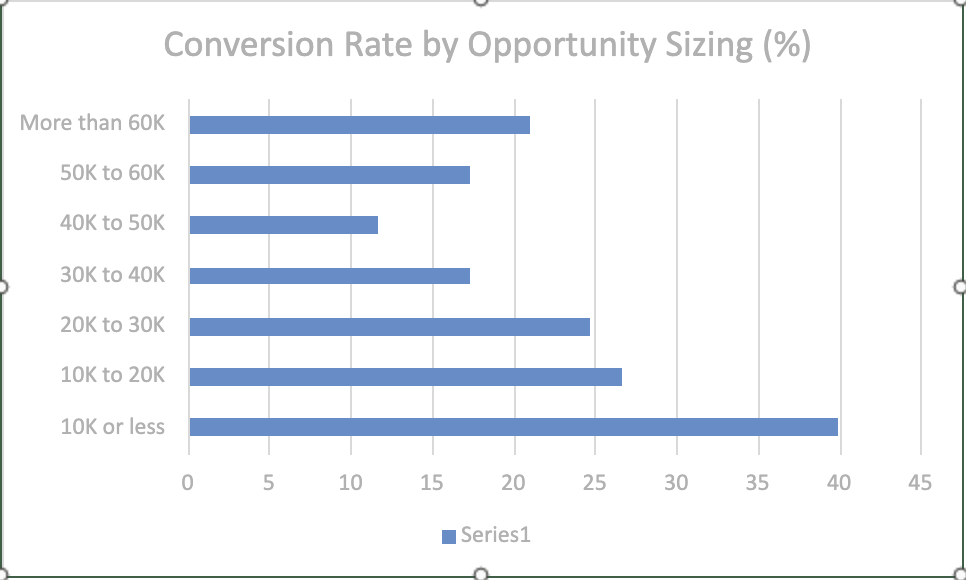 Conversion Rate by Opportunity Sizing (%)
More than 60K
50K to 60K
40K to 50K
30K to 40K
20K to 30K
10K to 20K
10K or less
0 5 10 15 20 25 30 35 40 45
Series1